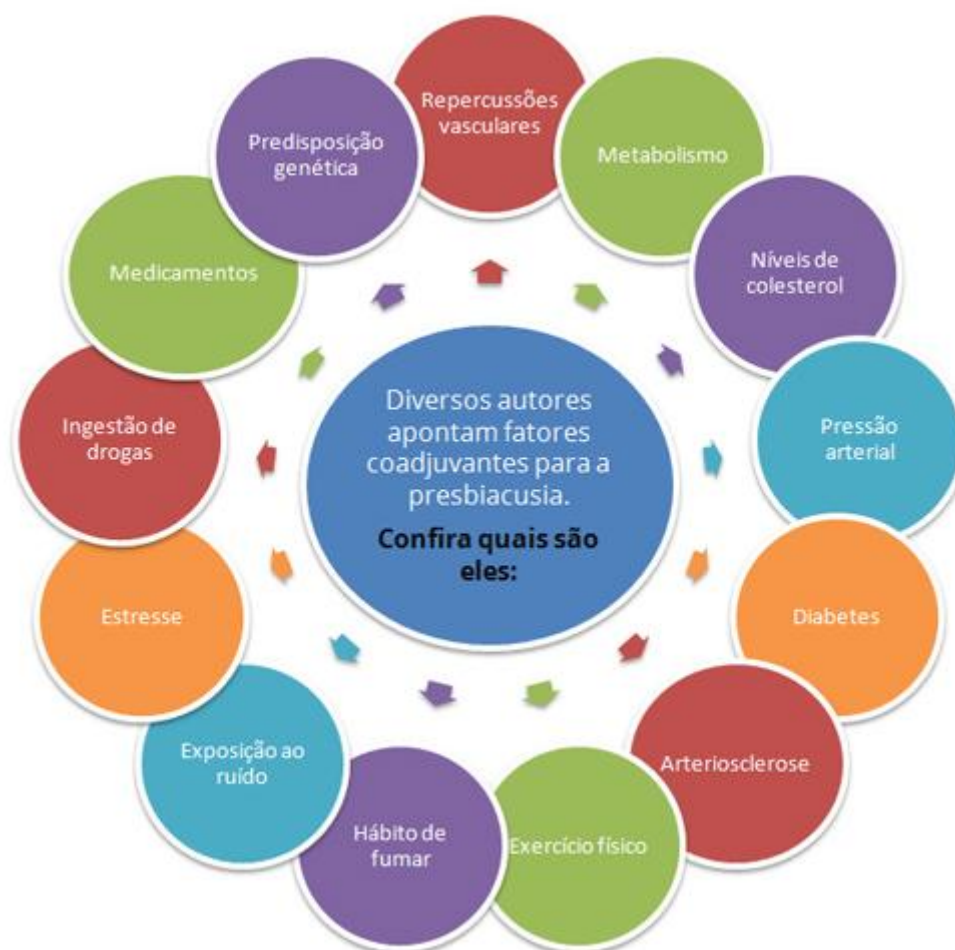 Diversos autores
apontam fatores
coadjuvantes para a
presbiacusia.
Confira quais são
eles:
Repercussões
vasculares
Metabolismo
Níveis de
colesterol
Pressão
arterial
Diabetes
Arteriosclerose
Exercício físico
Hábito de
fumar
Exposição ao
ruído
Estresse
Ingestão de
drogas
Medicamentos
Predisposição
genética